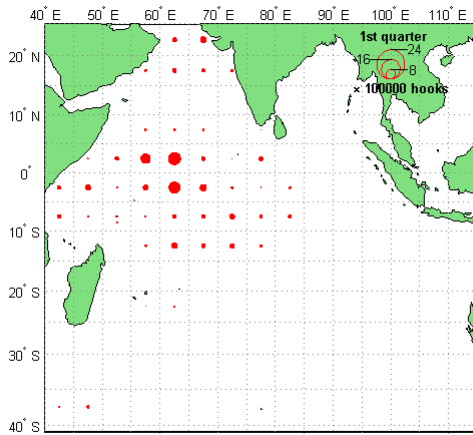 40° E 50° E 60° E 70° E 80° E 90° E 100° E 110° E
1st quarter
24
16
8
× 100000 hooks
20° N
10° N
0°
10° S
20° S
30° S
40° S